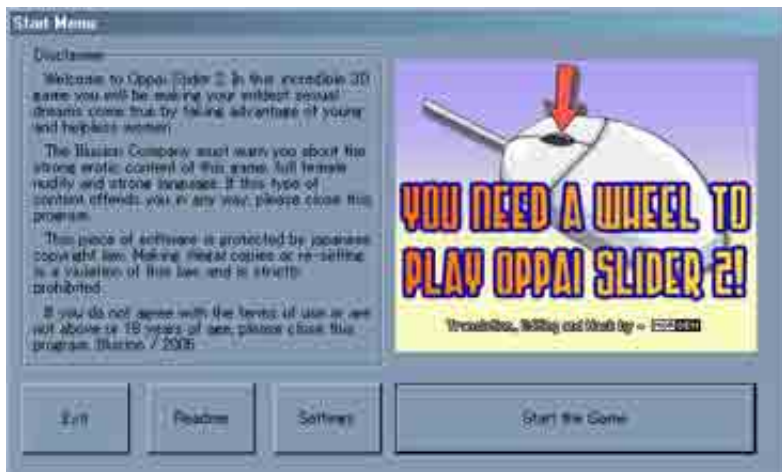 Start Menu
Disclaimer
Welcome to Oppai Slider 2. In this incredible 3D
game you will be making your wildest sexual
dreams come true by taking advantage of young
and helpless women.
The Illusion Company must warn you about the
strong erotic content of this game, full female
nudity and strong language. If this type of
content offends you in any way, please close this
program.
This piece of software is protected by japanese
copyright law. Making illegal copies or re-selling
is a violation of this law and is strictly
prohibited.
If you do not agree with the terms of use or are
not above or 18 years of age, please close this
program. Illusion / 2005
YOU NEED A WHEEL TO
PLAY OPPAI SLIDER 2!
Translation, Editing and Hack by -
Exit
Readme
Settings
Start the Game